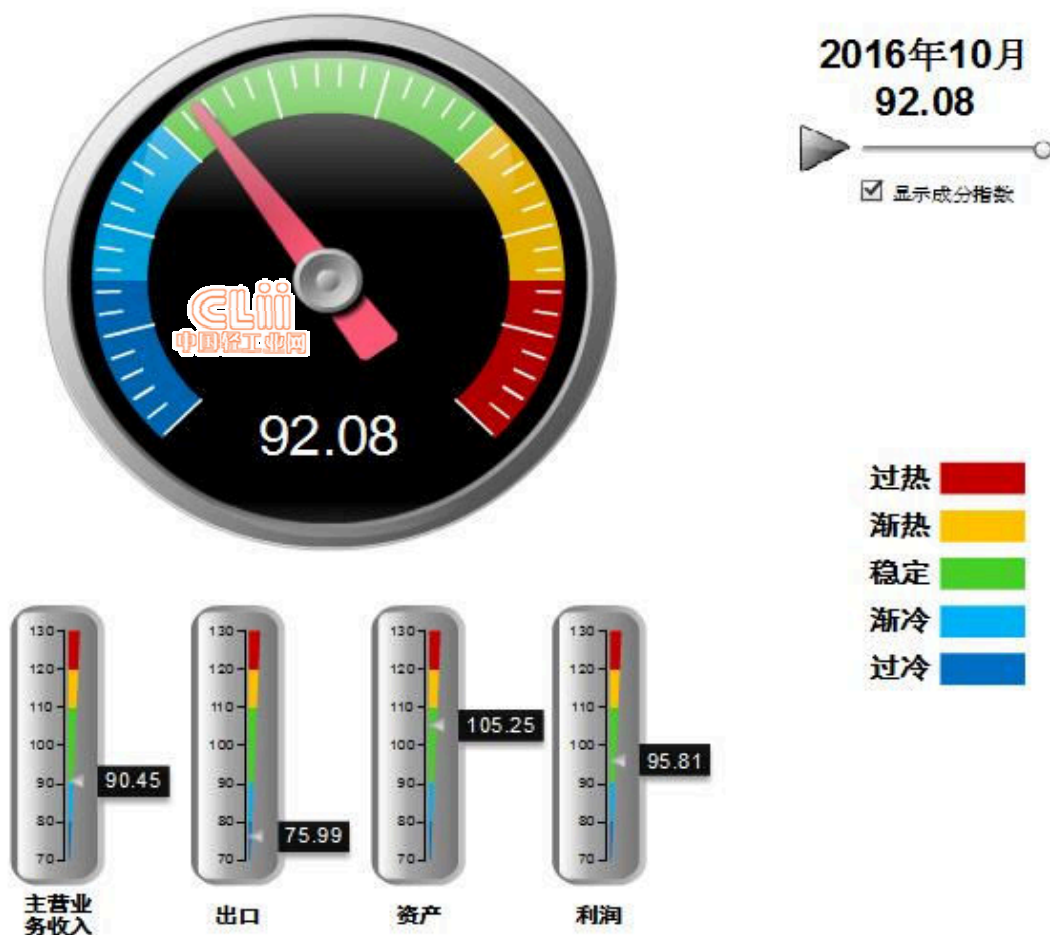 2016年10月
92.08
显示成分指数
CLiii
中国轻工业网
92.08
过热
渐热
稳定
渐冷
过冷
130
120
110
100
90
80
70
90.45
主营业
务收入
130
120
110
100
90
80
70
75.99
出口
130
120
110
100
90
80
70
105.25
资产
130
120
110
100
90
80
70
95.81
利润